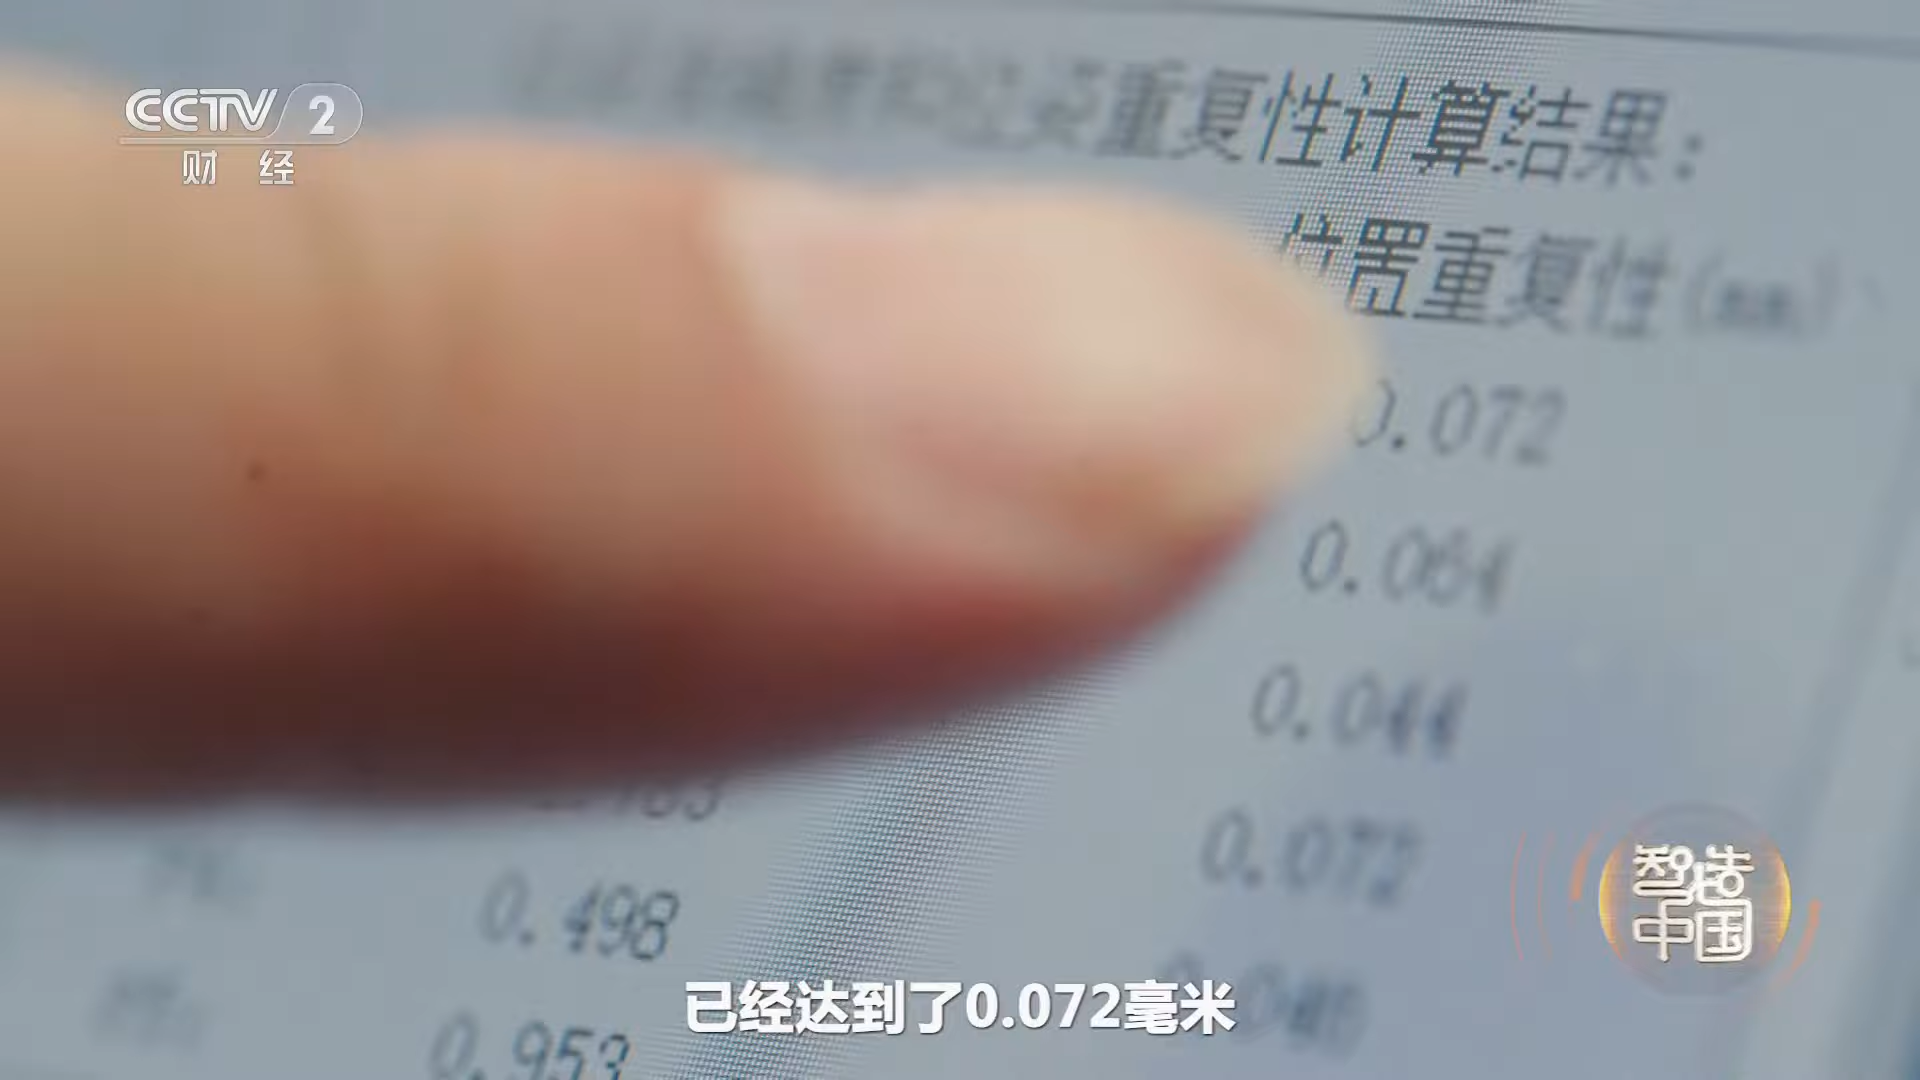 CCTV 2
财经
重复性计算结果：
位置重复性(mm)
0.072
0.064
0.044
0.072
0.498
0.953
智造
中国
已经达到了0.072毫米